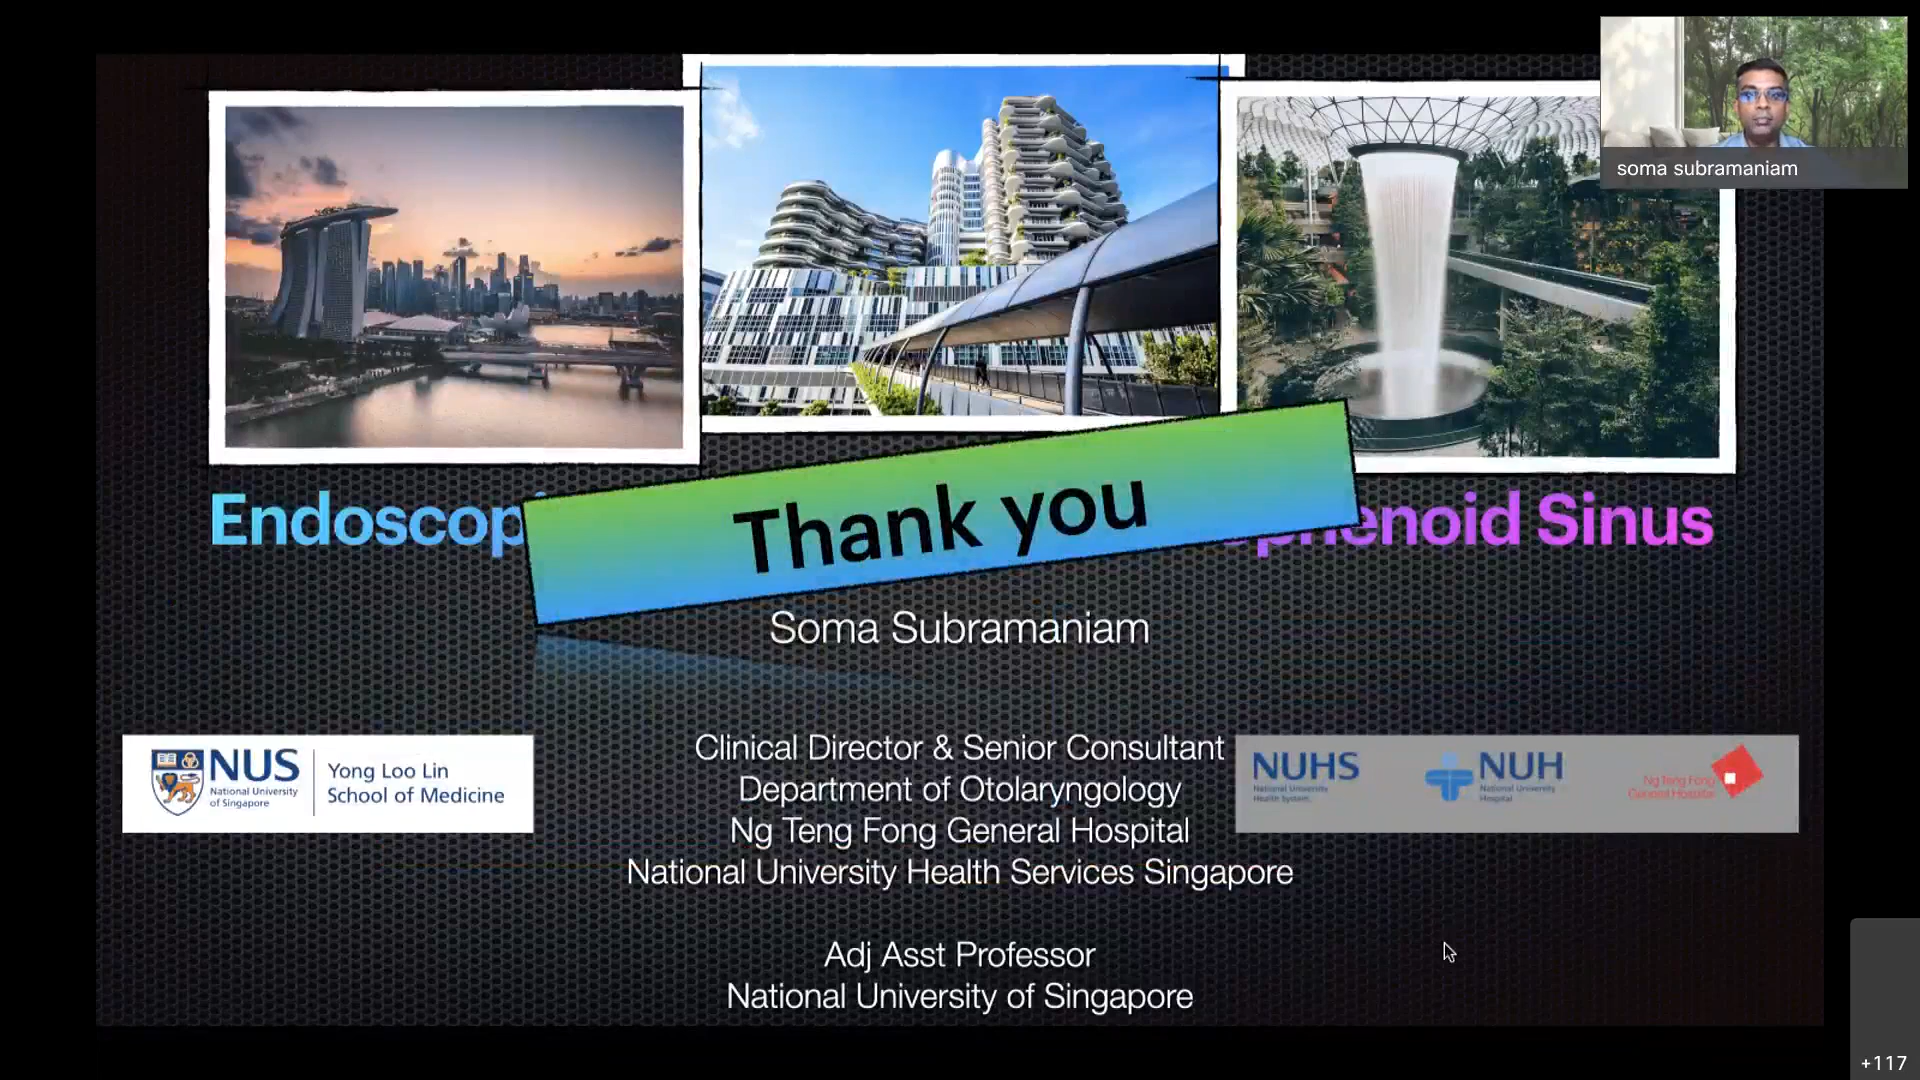 soma subramaniam
Thank you
Sinus
Soma Subramaniam
Clinical Director & Senior Consultant
Department of Otolaryngology
Ng Teng Fong General Hospital
National University Health Services Singapore
Adj Asst Professor
National University of Singapore
NUS
National University
of Singapore
Yong Loo Lin
School of Medicine
NUHS
National University
Health System
NUH
National University
Hospital
Ng Teng Fong
General Hospital
+117